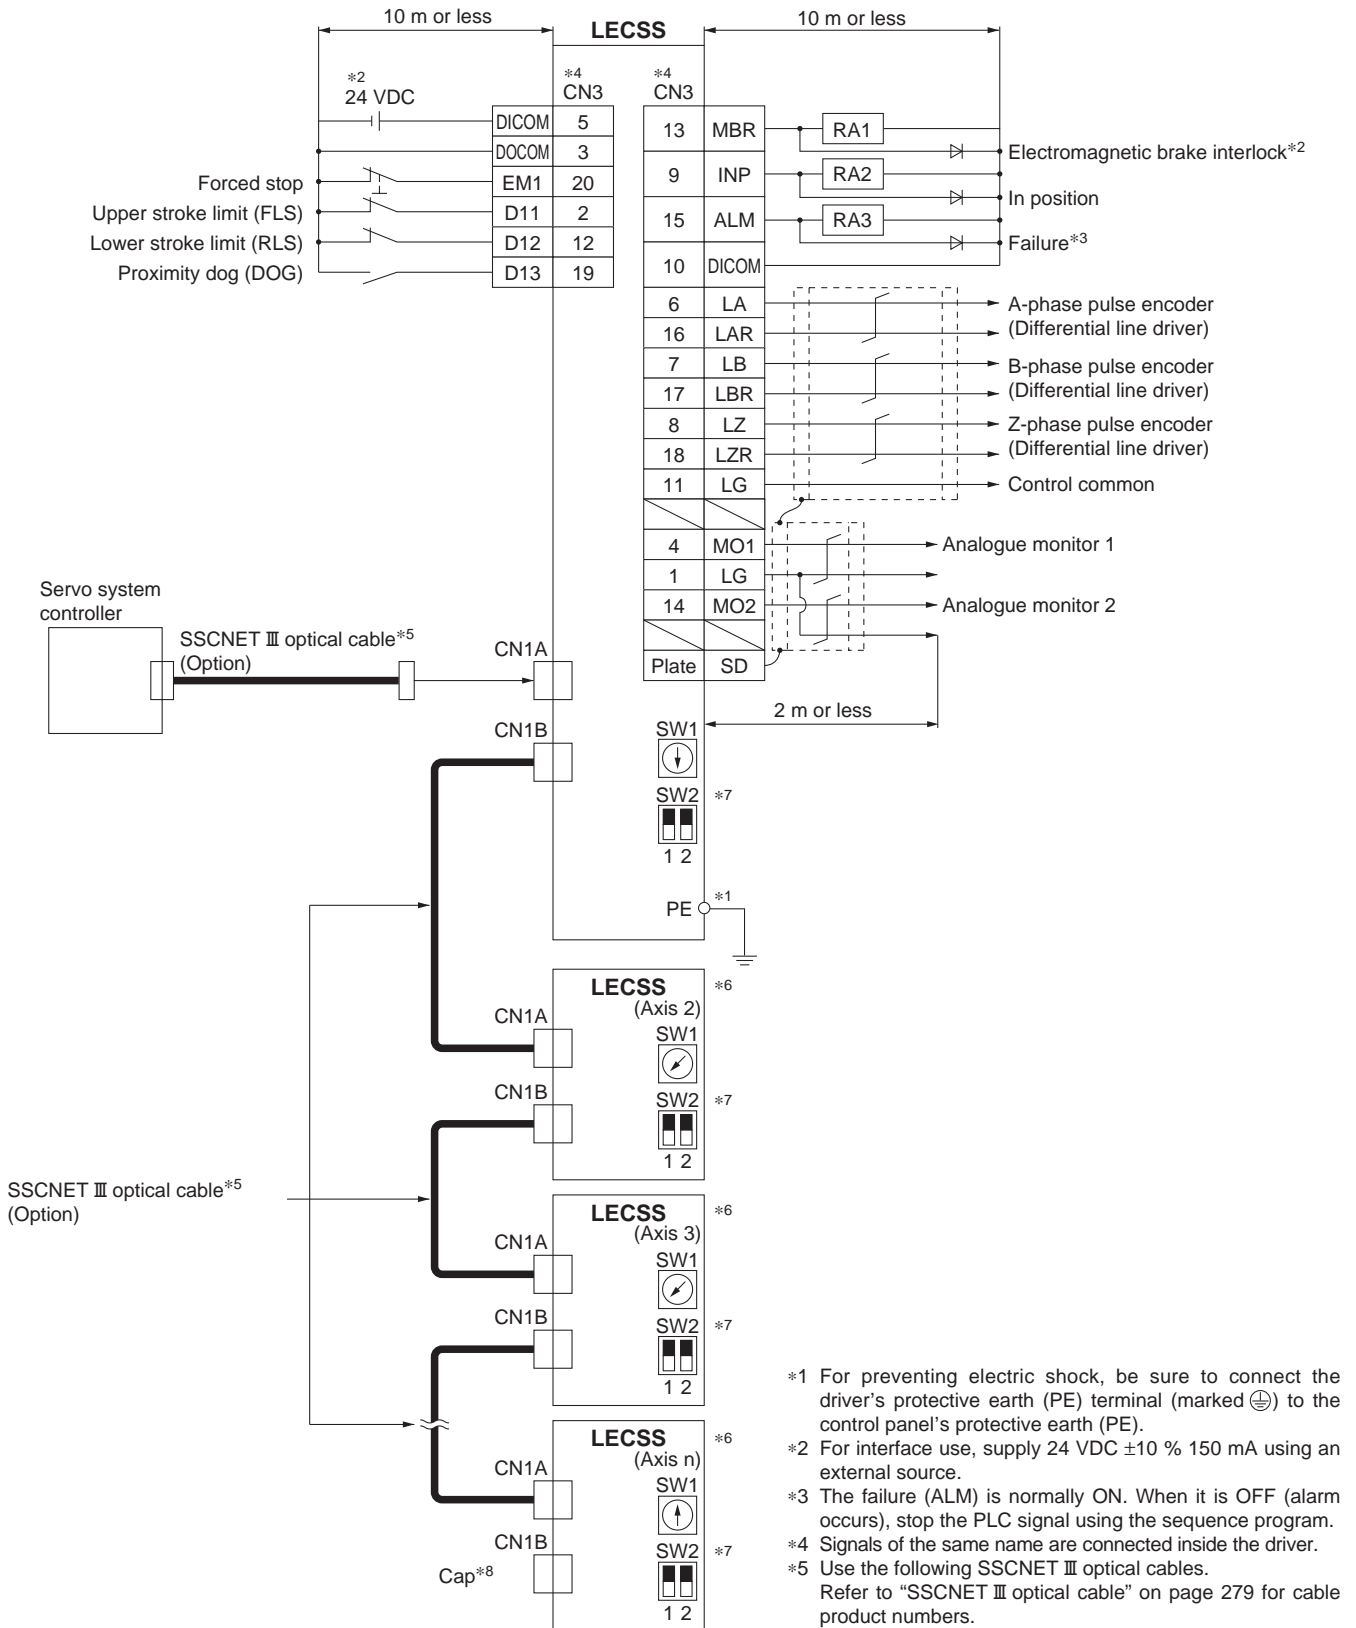 10 m or less
LECSS
10 m or less
*2
24 VDC
*4
CN3
*4
CN3
DICOM 5
DOCOM 3
Forced stop EM1 20
Upper stroke limit (FLS) D11 2
Lower stroke limit (RLS) D12 12
Proximity dog (DOG) D13 19
13 MBR RA1
Electromagnetic brake interlock*2
9 INP RA2
In position
15 ALM RA3
Failure*3
10 DICOM
6 LA A-phase pulse encoder
16 LAR (Differential line driver)
7 LB B-phase pulse encoder
17 LBR (Differential line driver)
8 LZ Z-phase pulse encoder
18 LZR (Differential line driver)
11 LG Control common
4 MO1 Analogue monitor 1
1 LG
14 MO2 Analogue monitor 2
Plate SD
2 m or less
Servo system
controller
SSCNET Ⅲ optical cable*5
(Option)
CN1A
CN1B
SW1
SW2 *7
1 2
PE *1
LECSS *6
(Axis 2)
CN1A
SW1
CN1B
SW2 *7
1 2
SSCNET Ⅲ optical cable*5
(Option)
LECSS *6
(Axis 3)
CN1A
SW1
CN1B
SW2 *7
1 2
LECSS *6
(Axis n)
CN1A
SW1
CN1B
Cap*8
SW2 *7
1 2
*1 For preventing electric shock, be sure to connect the
driver's protective earth (PE) terminal (marked ⏚) to the
control panel's protective earth (PE).
*2 For interface use, supply 24 VDC ±10 % 150 mA using an
external source.
*3 The failure (ALM) is normally ON. When it is OFF (alarm
occurs), stop the PLC signal using the sequence program.
*4 Signals of the same name are connected inside the driver.
*5 Use the following SSCNET Ⅲ optical cables.
Refer to “SSCNET Ⅲ optical cable” on page 279 for cable
product numbers.